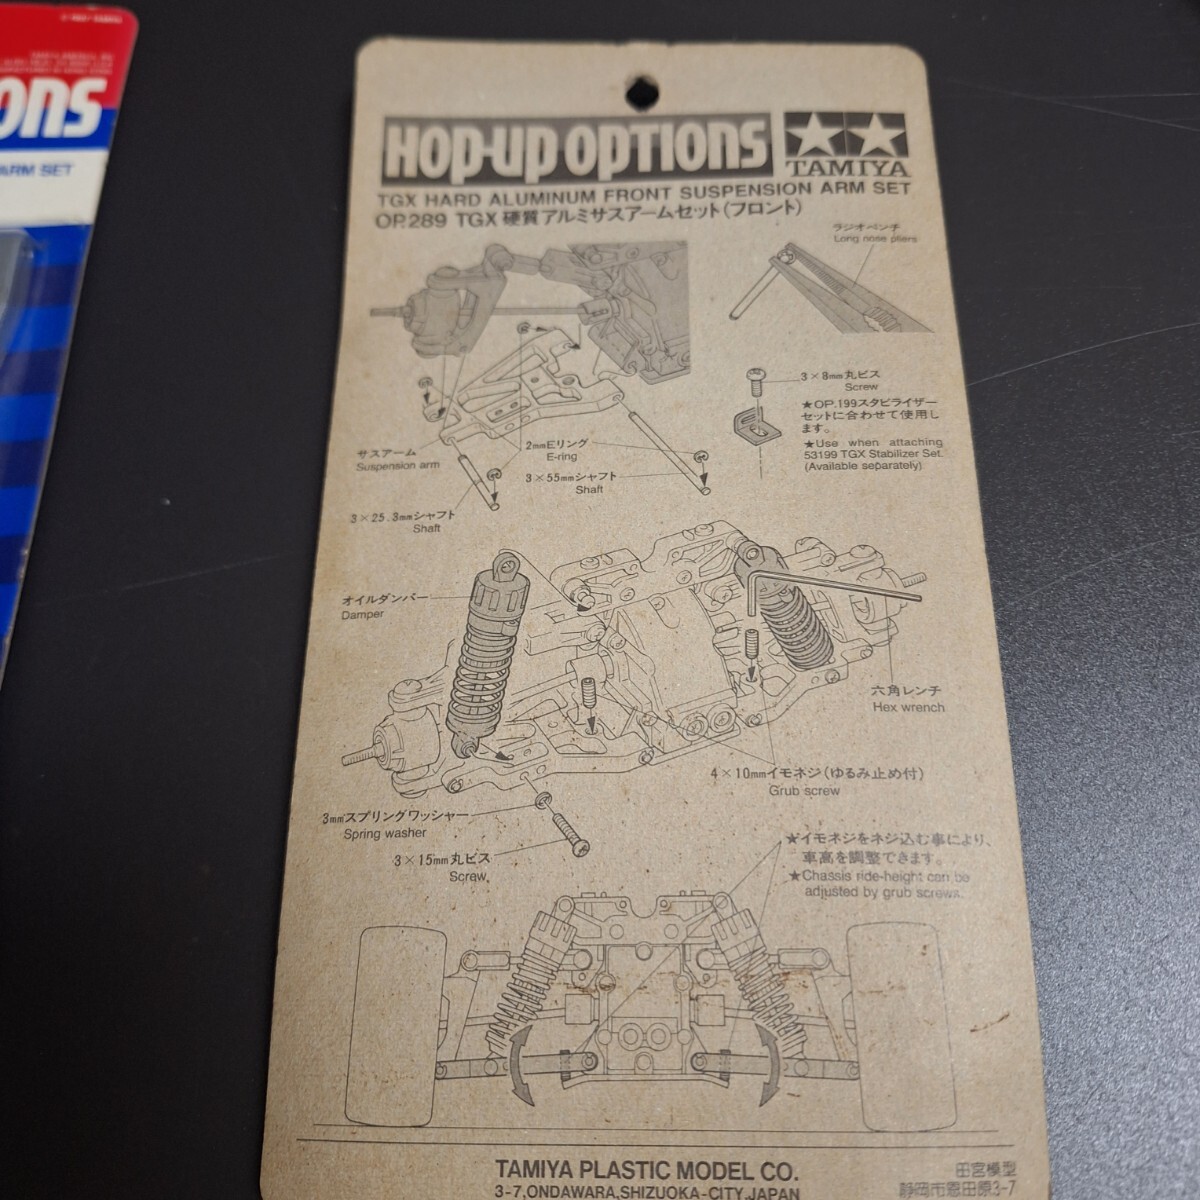 ons
ARM SET
HOP-UP OPTIONS
TAMIYA
TGX HARD ALUMINUM FRONT SUSPENSION ARM SET
OP.289 TGX 硬質アルミサスアームセット(フロント)
ラジオペンチ
Long nose pliers
3×8mm丸ビス
Screw
★OP.199スタビライザー
セットに合わせて使用し
ます。
★Use when attaching
53199 TGX Stabilizer Set.
(Available separately)
サスアーム
Suspension arm
2mmEリング
E-ring
3×55mmシャフト
Shaft
3×25.3mmシャフト
Shaft
オイルダンパー
Damper
六角レンチ
Hex wrench
4×10mmイモネジ(ゆるみ止め付)
Grub screw
3mmスプリングワッシャー
Spring washer
3×15mm丸ビス
Screw
★イモネジをネジ込む事により、
車高を調整できます。
★Chassis ride-height can be
adjusted by grub screws.
TAMIYA PLASTIC MODEL CO.
3-7,ONDAWARA,SHIZUOKA-CITY,JAPAN
田宮模型
静岡市恩田原3-7